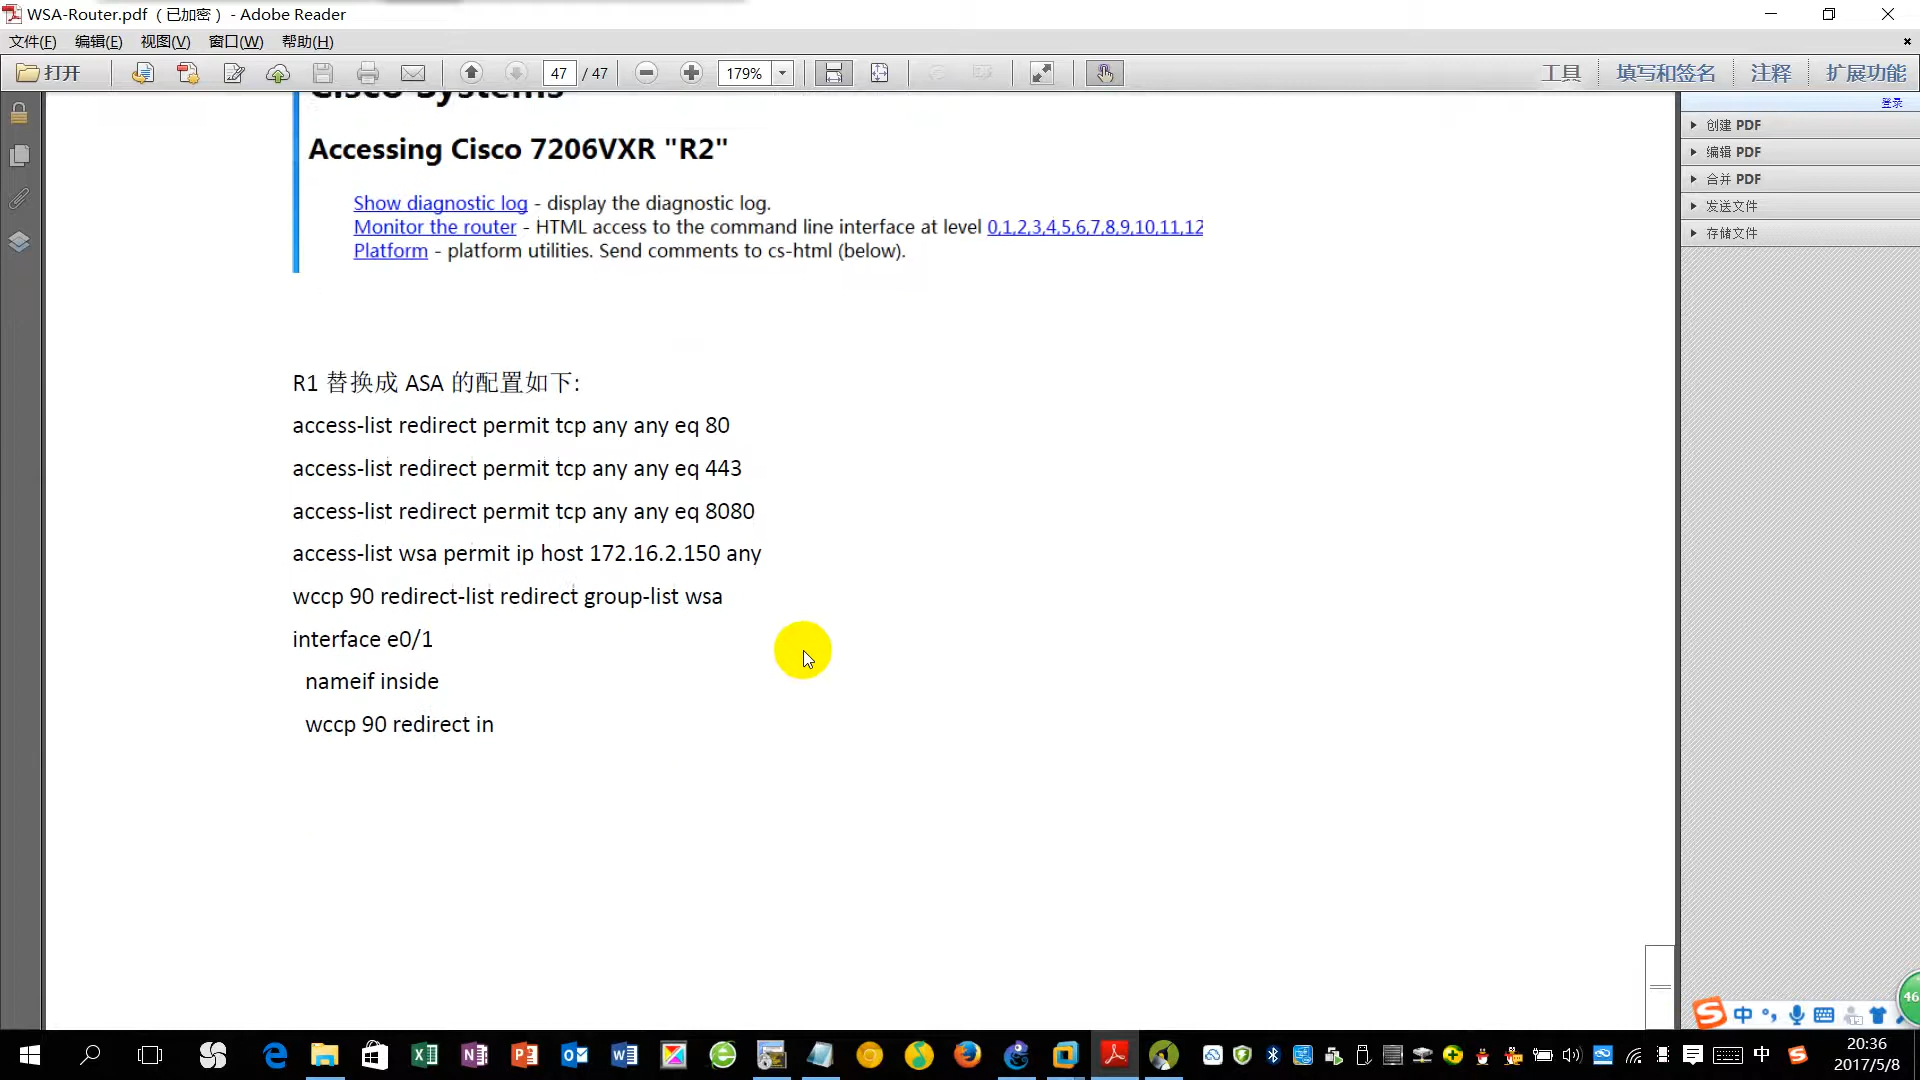 WSA-Router.pdf （已加密） - Adobe Reader
文件(F) 编辑(E) 视图(V) 窗口(W) 帮助(H)
打开 47 / 47 179% 工具 填写和签名 注释 扩展功能
登录
创建 PDF
编辑 PDF
合并 PDF
发送文件
存储文件
Cisco Systems
Accessing Cisco 7206VXR "R2"
Show diagnostic log - display the diagnostic log.
Monitor the router - HTML access to the command line interface at level 0,1,2,3,4,5,6,7,8,9,10,11,12
Platform - platform utilities. Send comments to cs-html (below).
R1 替换成 ASA 的配置如下:
access-list redirect permit tcp any any eq 80
access-list redirect permit tcp any any eq 443
access-list redirect permit tcp any any eq 8080
access-list wsa permit ip host 172.16.2.150 any
wccp 90 redirect-list redirect group-list wsa
interface e0/1
nameif inside
wccp 90 redirect in
46
中
中
20:36
2017/5/8